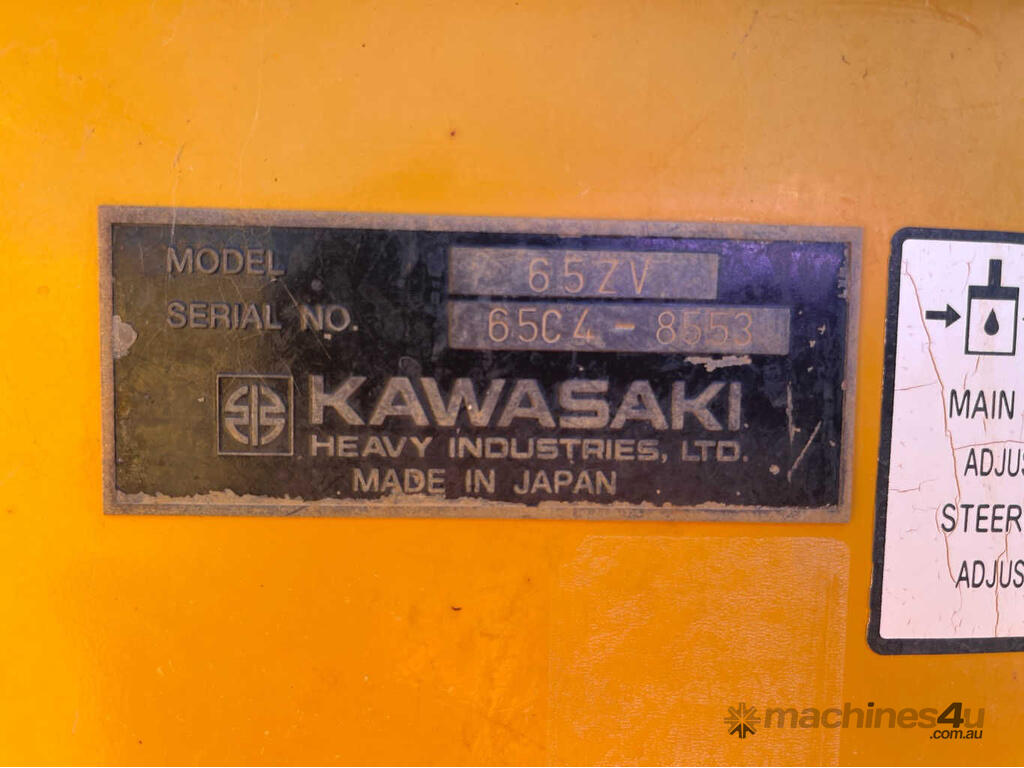 MODEL 65ZV
SERIAL NO. 65C4-8553
KAWASAKI
HEAVY INDUSTRIES, LTD.
MADE IN JAPAN
MAIN
ADJUS
STEER
ADJUS
machines4u
.com.au